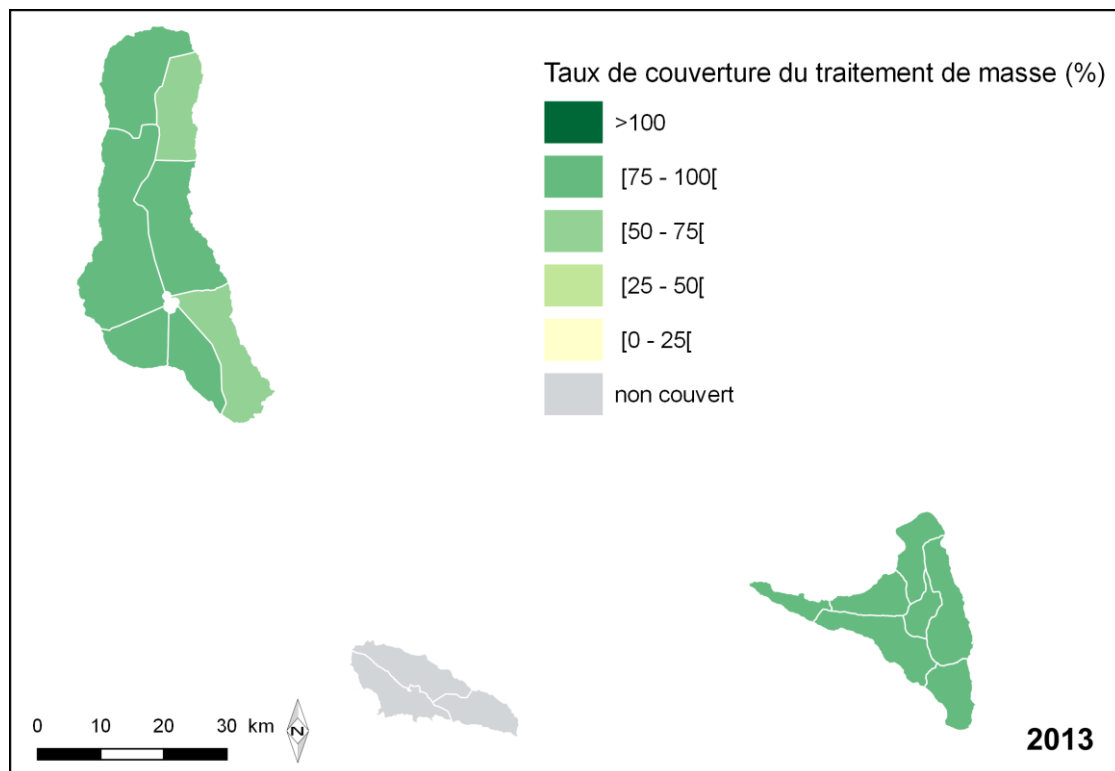 Taux de couverture du traitement de masse (%)
>100
[75 - 100[
[50 - 75[
[25 - 50[
[0 - 25[
non couvert
0 10 20 30 km
N
2013